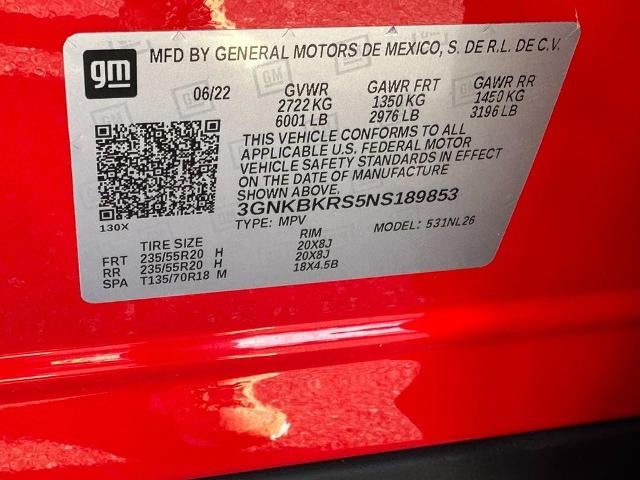 gm MFD BY GENERAL MOTORS DE MEXICO, S. DE R.L. DE C.V.
06/22 GVWR GAWR FRT GAWR RR
2722 KG 1350 KG 1450 KG
6001 LB 2976 LB 3196 LB
THIS VEHICLE CONFORMS TO ALL
APPLICABLE U.S. FEDERAL MOTOR
VEHICLE SAFETY STANDARDS IN EFFECT
ON THE DATE OF MANUFACTURE
SHOWN ABOVE.
3GNKBKRS5NS189853
130X TYPE: MPV MODEL: 531NL26
TIRE SIZE RIM
FRT 235/55R20 H 20X8J
RR 235/55R20 H 20X8J
SPA T135/70R18 M 18X4.5B